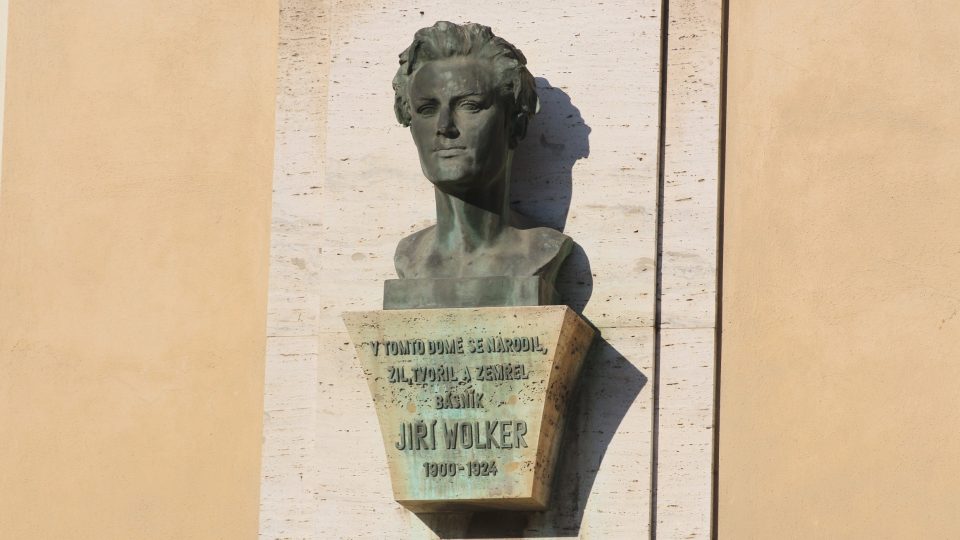 V TOMTO DOMĚ SE NARODIL,
ŽIL, TVOŘIL A ZEMŘEL
BÁSNÍK
JIŘÍ WOLKER
1900-1924